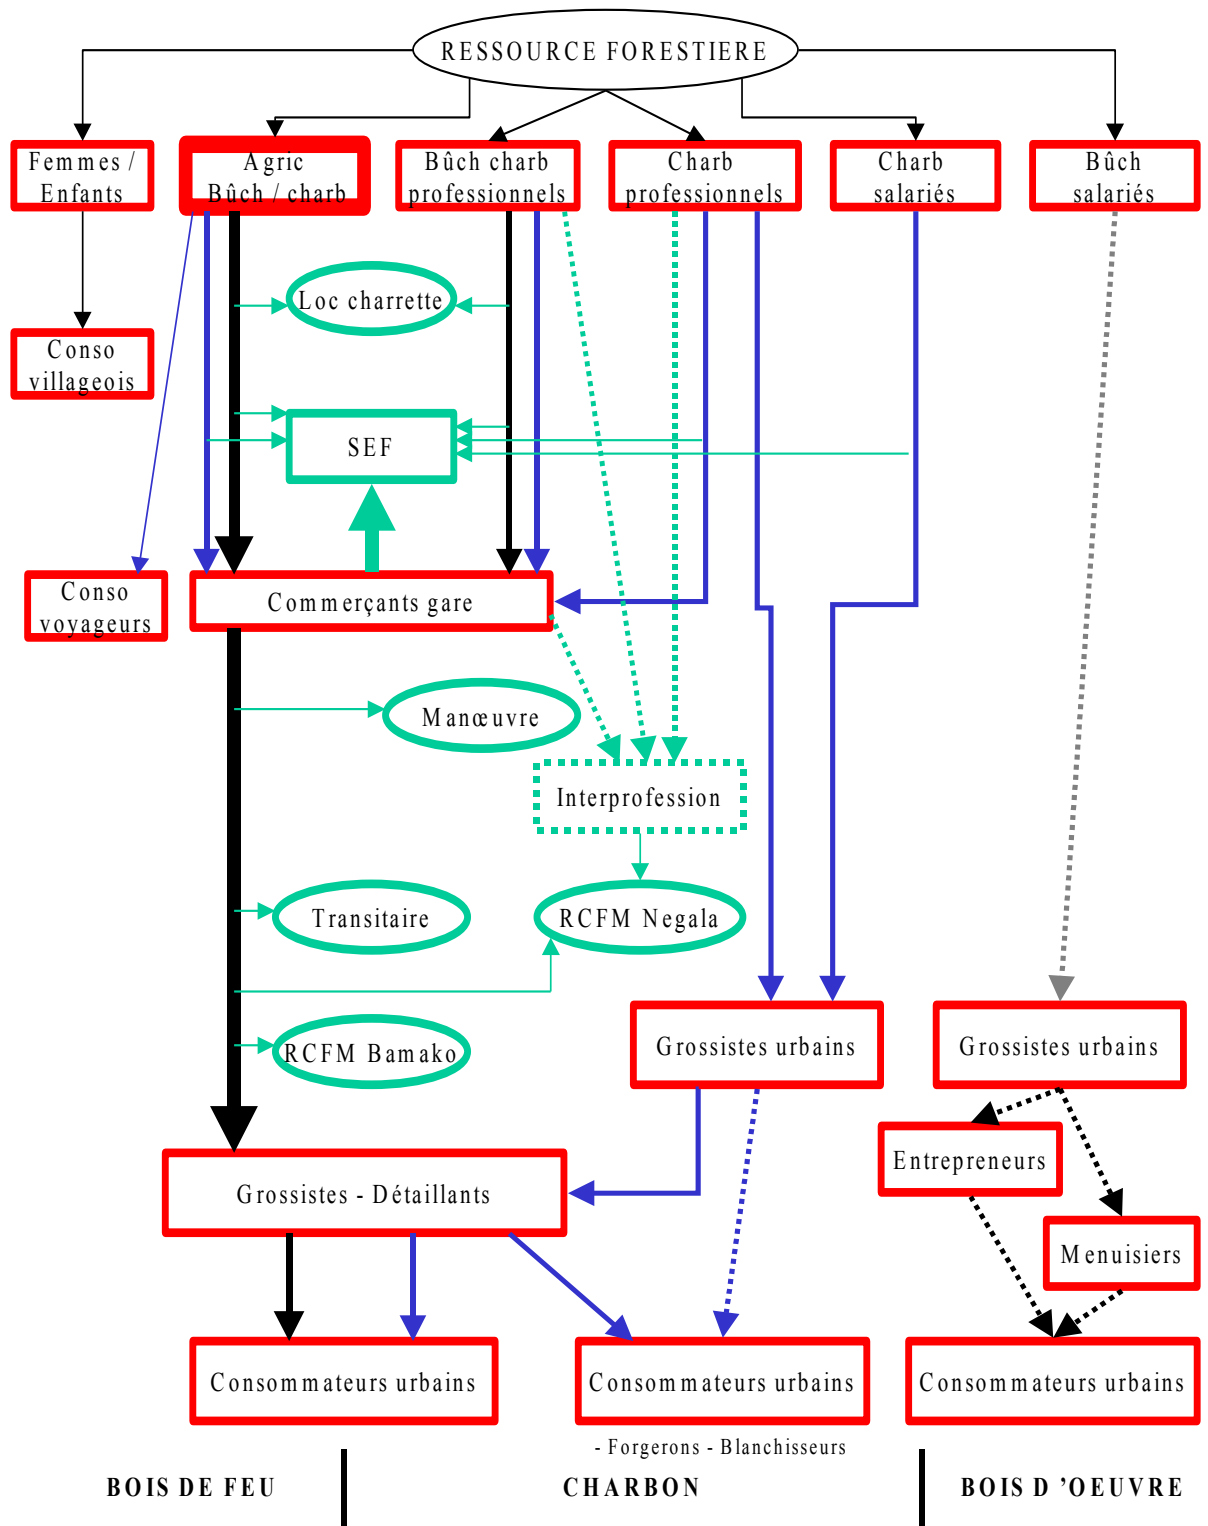 RESSOURCE FORESTIERE
Femmes /
Enfants
Agric
Bûch / charb
Bûch charb
professionnels
Charb
professionnels
Charb
salariés
Bûch
salariés
Loc charrette
Conso
villageois
SEF
Conso
voyageurs
Commerçants gare
Manœuvre
Interprofession
Transitaire
RCFM Negala
RCFM Bamako
Grossistes urbains
Grossistes urbains
Entrepreneurs
Grossistes - Détaillants
Menuisiers
Consommateurs urbains
Consommateurs urbains
Consommateurs urbains
- Forgerons - Blanchisseurs
BOIS DE FEU
CHARBON
BOIS D ’OEUVRE